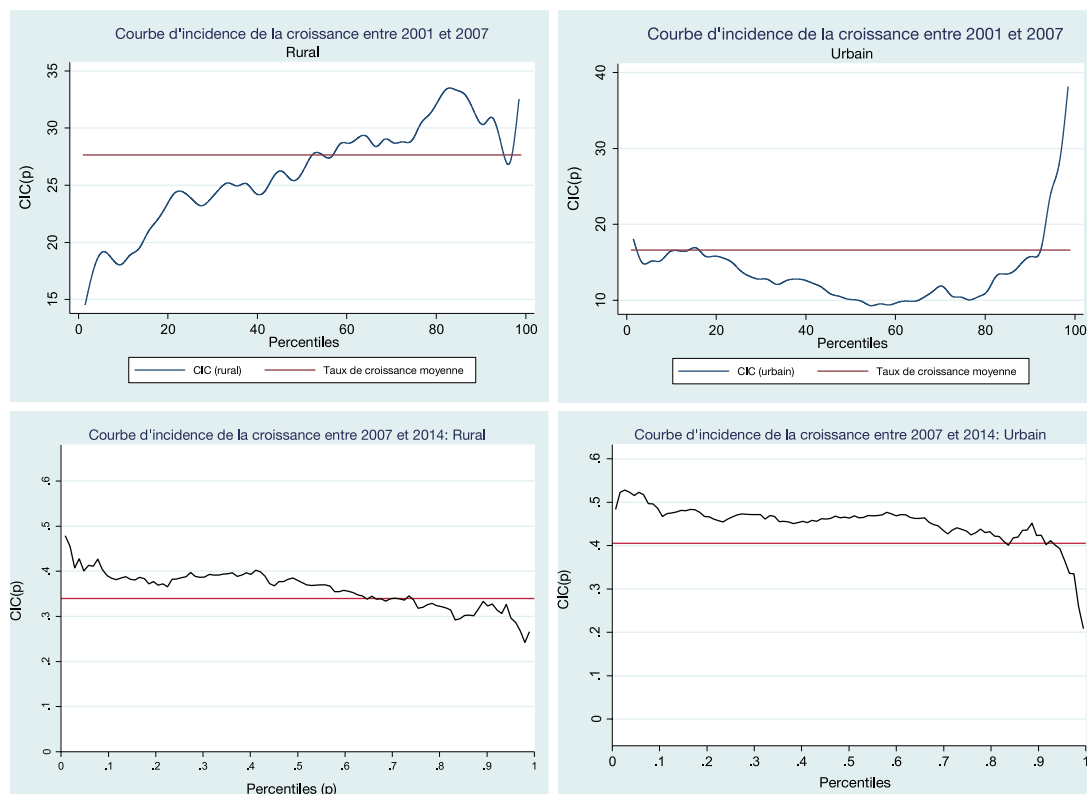 Courbe d'incidence de la croissance entre 2001 et 2007
Rural
CIC(p)
35
30
25
20
15
0 20 40 60 80 100
Percentiles
CIC (rural) Taux de croissance moyenne
Courbe d'incidence de la croissance entre 2001 et 2007
Urbain
CIC(p)
40
30
20
10
0 20 40 60 80 100
Percentiles
CIC (urbain) Taux de croissance moyenne
Courbe d'incidence de la croissance entre 2007 et 2014: Rural
CIC(p)
.6
.5
.4
.3
.2
.1
0
0 .1 .2 .3 .4 .5 .6 .7 .8 .9 1
Percentiles (p)
Courbe d'incidence de la croissance entre 2007 et 2014: Urbain
CIC(p)
.6
.5
.4
.3
.2
.1
0
0 .1 .2 .3 .4 .5 .6 .7 .8 .9 1
Percentiles